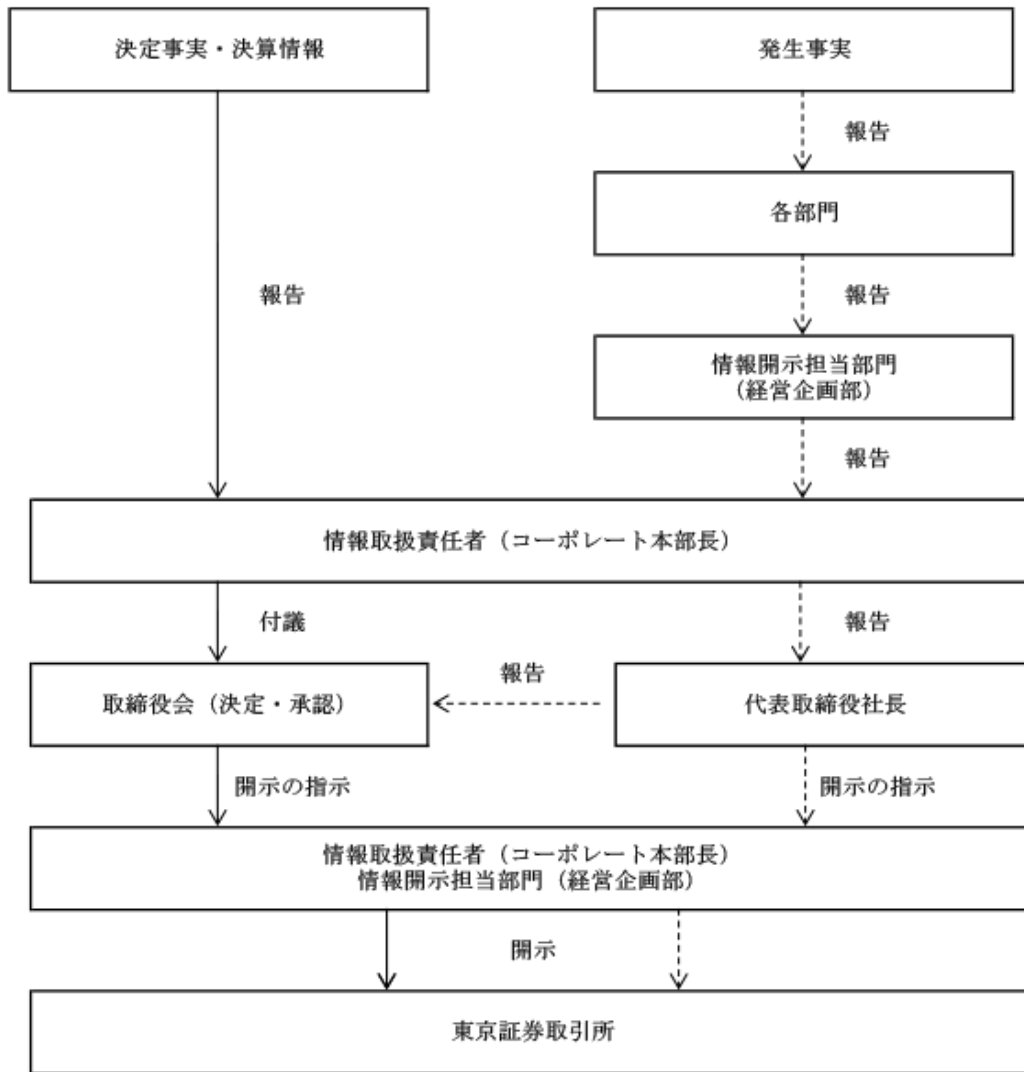 決定事実・決算情報
発生事実
報告
各部門
報告
報告
情報開示担当部門
（経営企画部）
報告
情報取扱責任者（コーポレート本部長）
付議
報告
報告
取締役会（決定・承認）
代表取締役社長
開示の指示
開示の指示
情報取扱責任者（コーポレート本部長）
情報開示担当部門（経営企画部）
開示
東京証券取引所